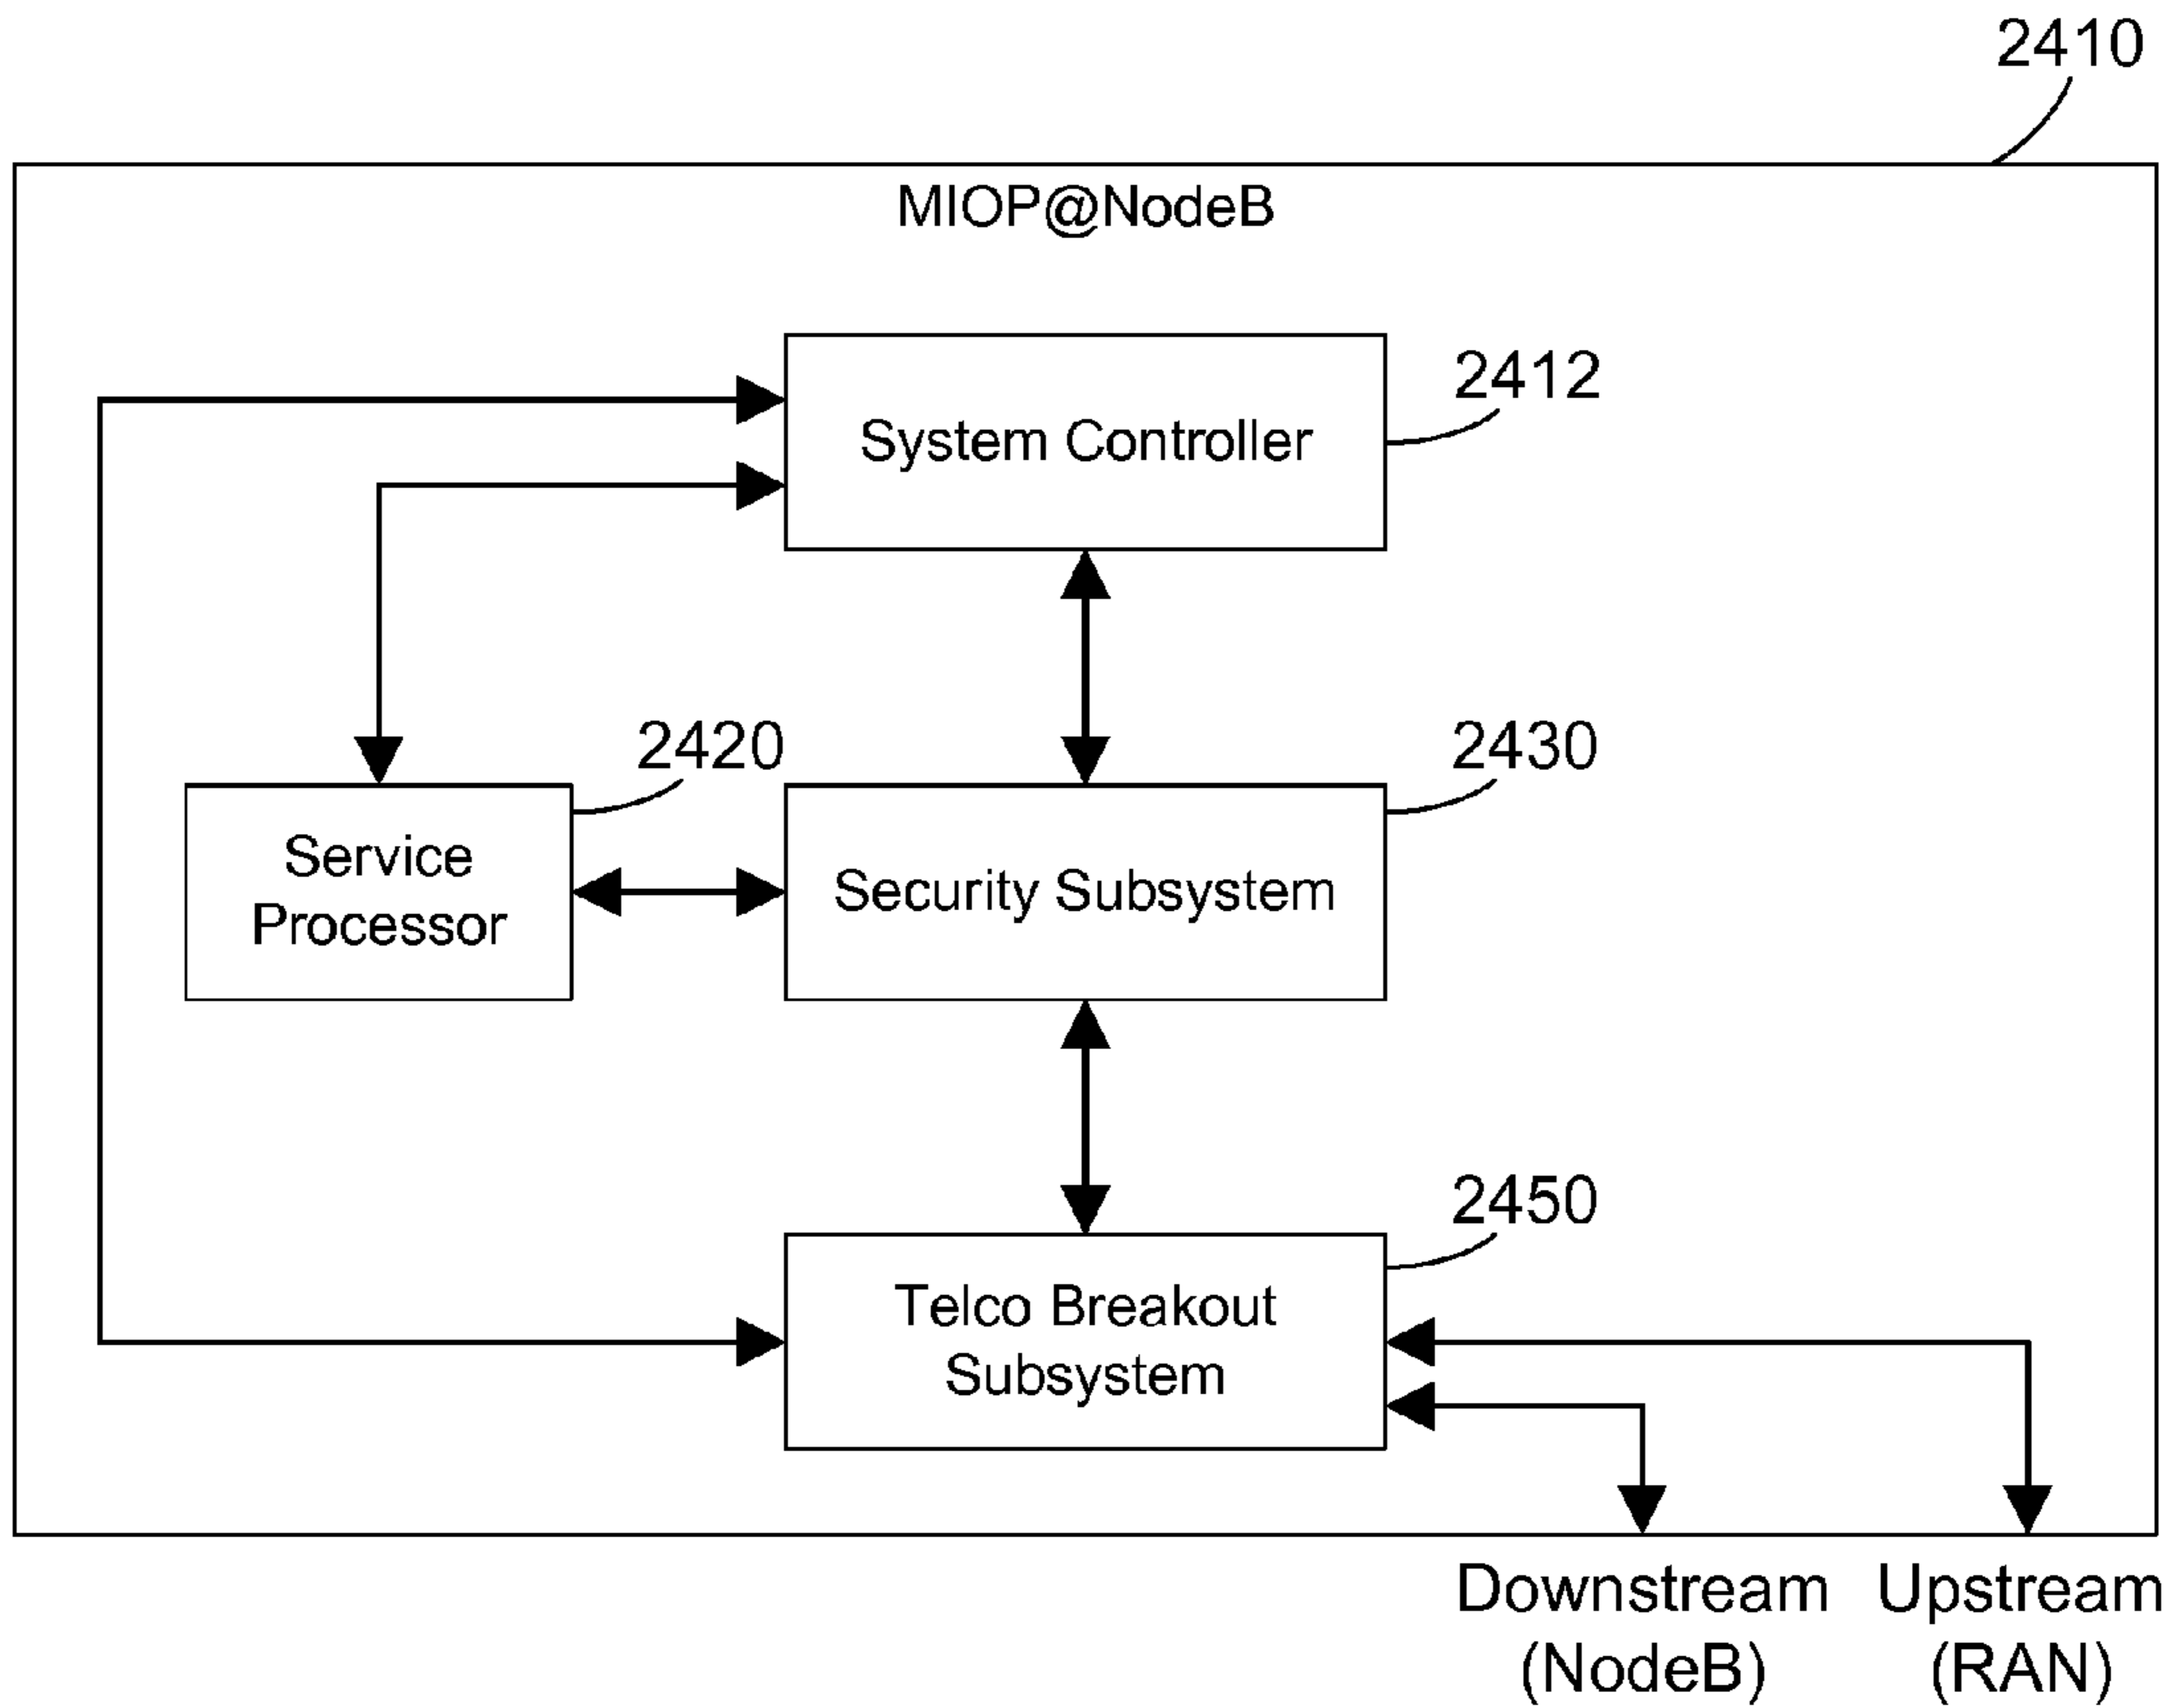 2410
MIOP@NodeB
2412
System Controller
2420
2430
Service
Processor
Security Subsystem
2450
Telco Breakout
Subsystem
Downstream
(NodeB)
Upstream
(RAN)